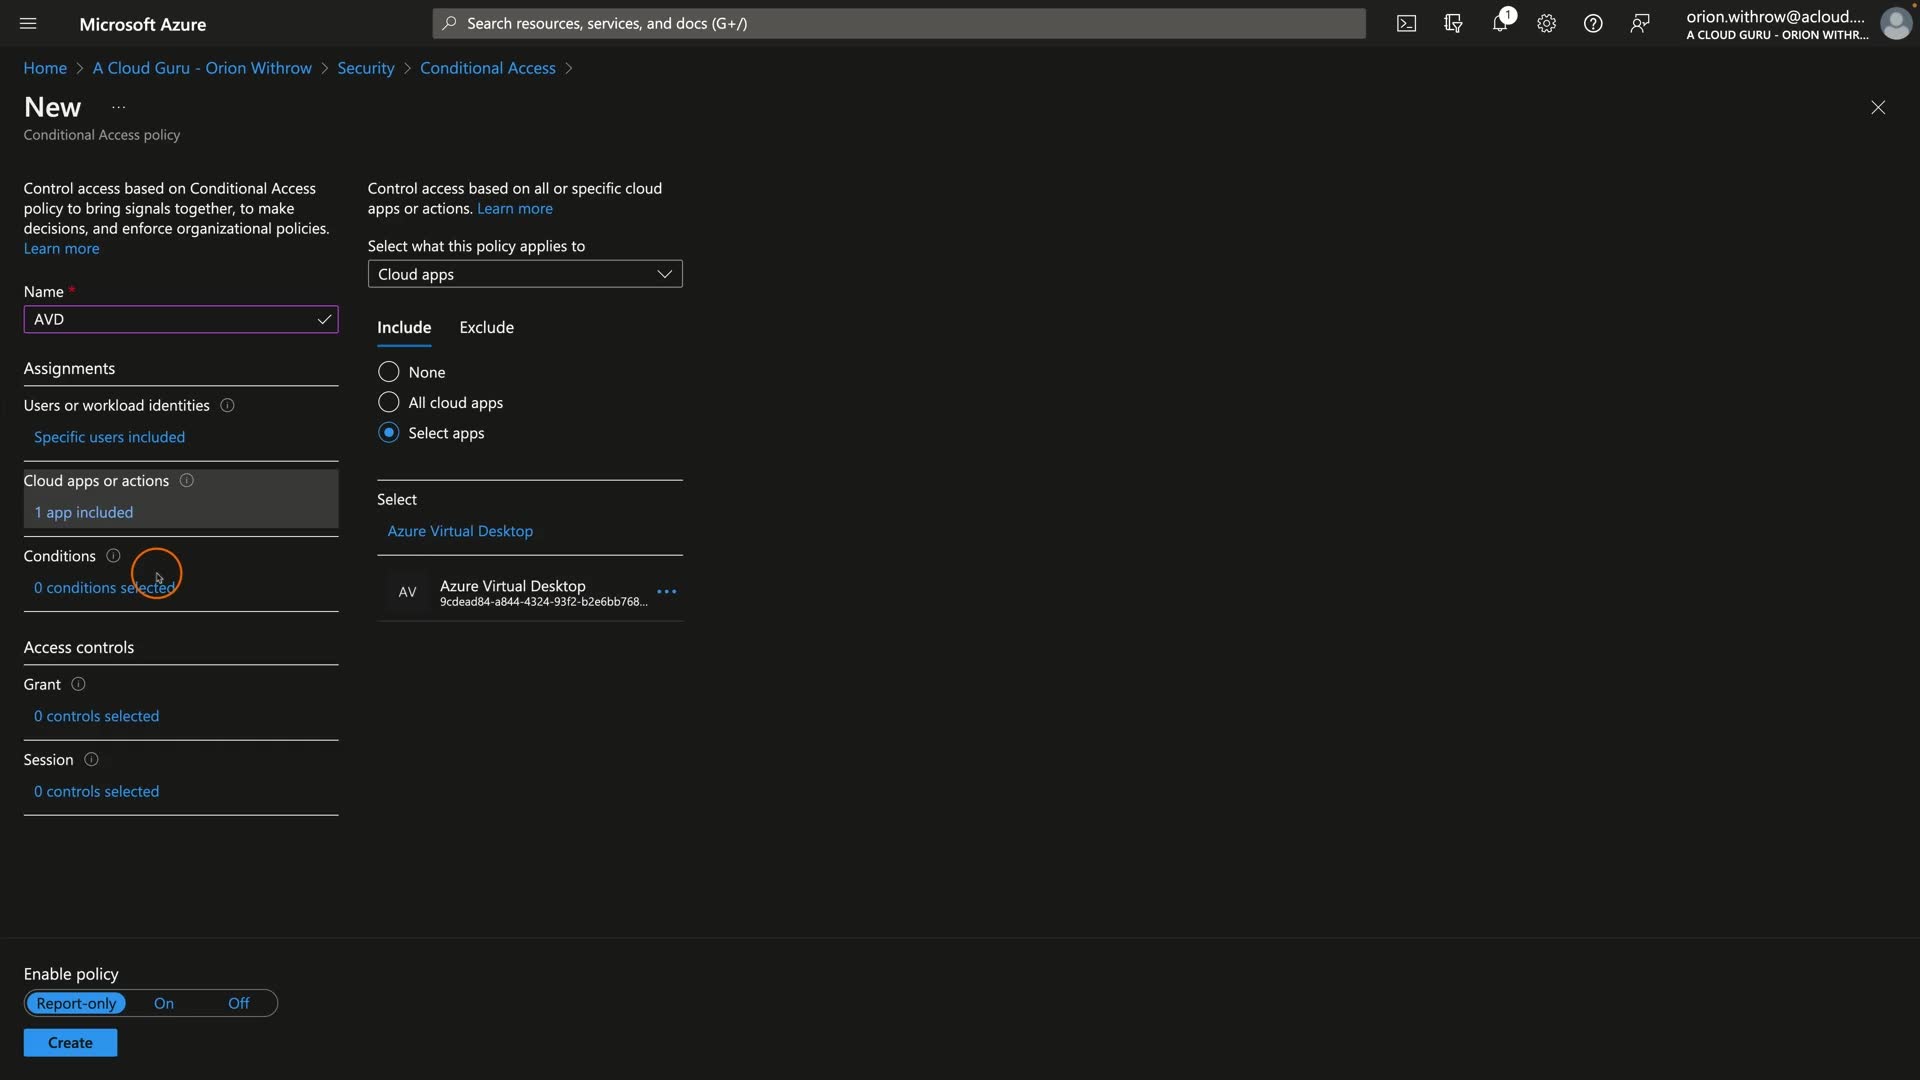 Microsoft Azure
Search resources, services, and docs (G+/)
1
orion.withrow@acloud....
A CLOUD GURU - ORION WITHR...
Home > A Cloud Guru - Orion Withrow > Security > Conditional Access >
New ...
Conditional Access policy
Control access based on Conditional Access
policy to bring signals together, to make
decisions, and enforce organizational policies.
Learn more
Name *
AVD
Assignments
Users or workload identities
Specific users included
Cloud apps or actions
1 app included
Conditions
0 conditions selected
Access controls
Grant
0 controls selected
Session
0 controls selected
Control access based on all or specific cloud
apps or actions. Learn more
Select what this policy applies to
Cloud apps
Include Exclude
None
All cloud apps
Select apps
Select
Azure Virtual Desktop
AV
Azure Virtual Desktop
9cdead84-a844-4324-93f2-b2e6bb768...
Enable policy
Report-only On Off
Create